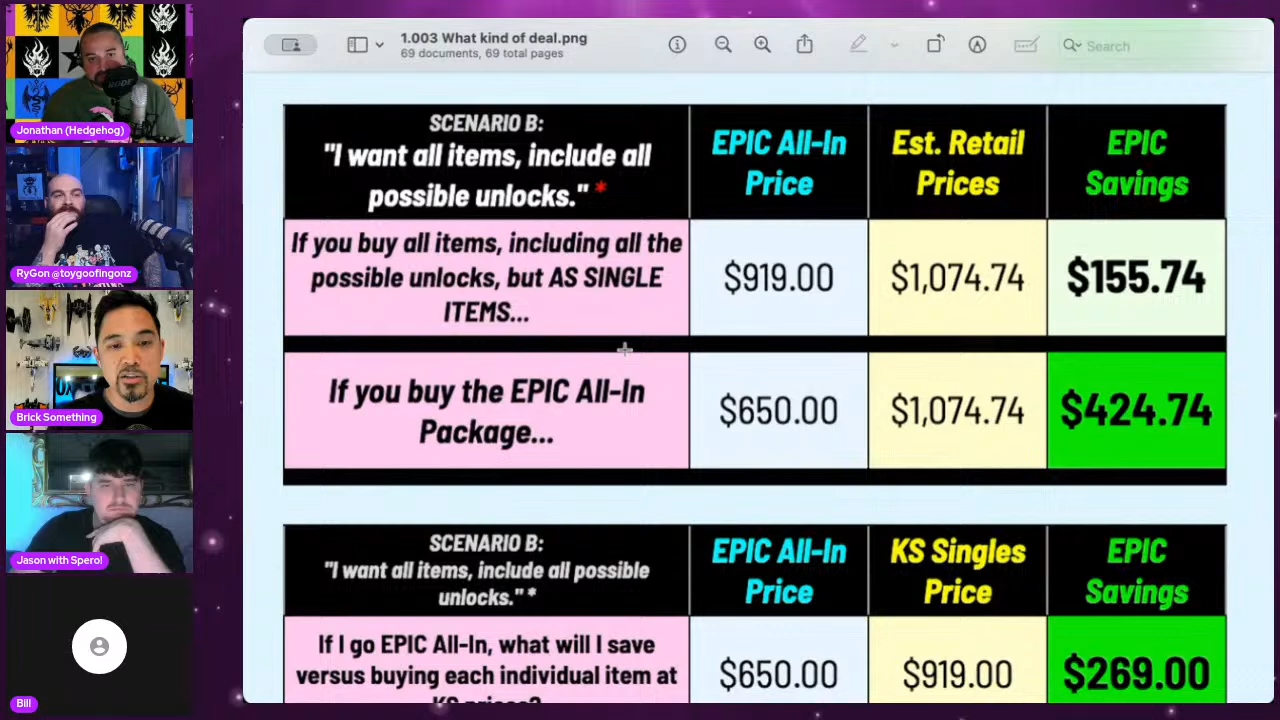 Jonathan (Hedgehog)
RyGon @toygoofingonz
Brick Something
Jason with Spero!
Bill
RODE
1.003 What kind of deal.png
69 documents, 69 total pages
Search
SCENARIO B:
"I want all items, include all
possible unlocks." *
EPIC All-In
Price
Est. Retail
Prices
EPIC
Savings
If you buy all items, including all the
possible unlocks, but AS SINGLE
ITEMS...
$919.00
$1,074.74
$155.74
If you buy the EPIC All-In
Package...
$650.00
$1,074.74
$424.74
SCENARIO B:
"I want all items, include all possible
unlocks." *
EPIC All-In
Price
KS Singles
Price
EPIC
Savings
If I go EPIC All-In, what will I save
versus buying each individual item at
KS prices?
$650.00
$919.00
$269.00